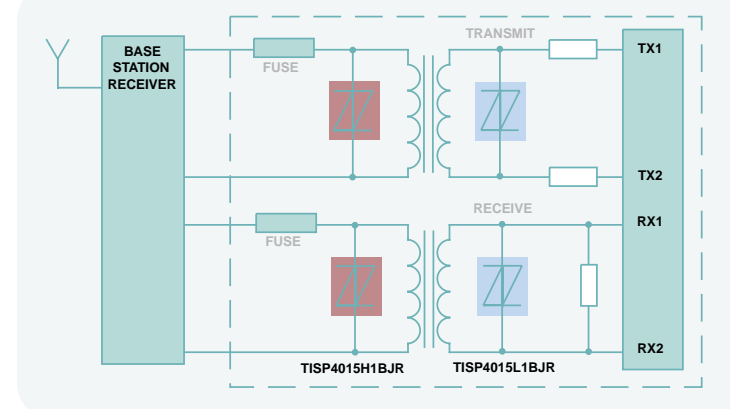 BASE
STATION
RECEIVER
FUSE
TRANSMIT
TX1
TX2
FUSE
RECEIVE
RX1
RX2
TISP4015H1BJR
TISP4015L1BJR